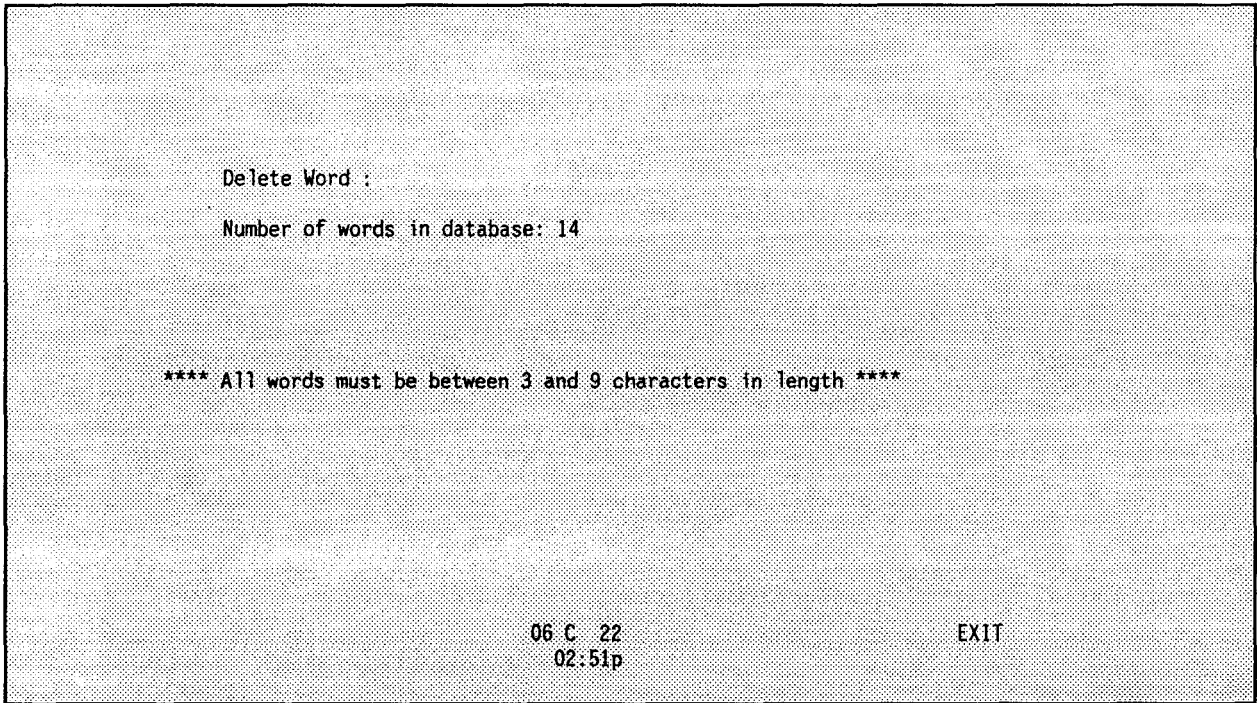 Delete Word :
Number of words in database: 14
**** All words must be between 3 and 9 characters in length ****
06 C 22 EXIT
02:51p